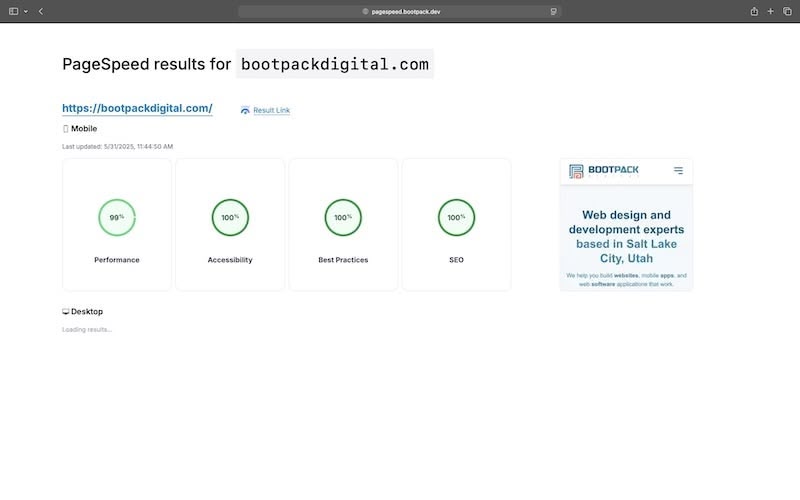 pagespeed.bootpack.dev
PageSpeed results for bootpackdigital.com
https://bootpackdigital.com/ Result Link
Mobile
Last updated: 5/31/2025, 11:44:50 AM
99%
Performance
100%
Accessibility
100%
Best Practices
100%
SEO
BOOTPACK
Web design and
development experts
based in Salt Lake
City, Utah
We help you build websites, mobile apps, and
web software applications that work.
Desktop
Loading results...